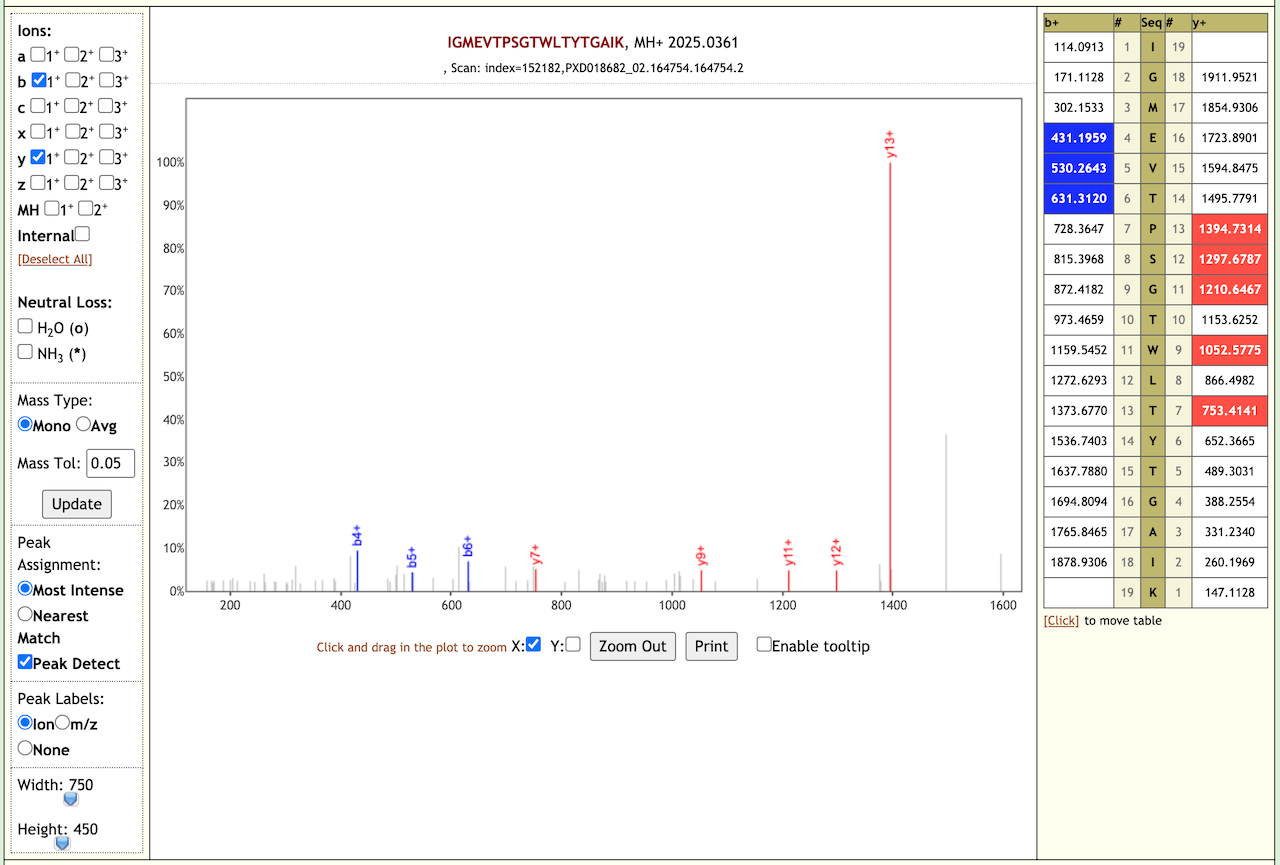 Ions:
a 1+ 2+ 3+
b 1+ 2+ 3+
c 1+ 2+ 3+
x 1+ 2+ 3+
y 1+ 2+ 3+
z 1+ 2+ 3+
MH 1+ 2+
Internal
[Deselect All]
Neutral Loss:
H2O (o)
NH3 (*)
Mass Type:
Mono Avg
Mass Tol: 0.05
Update
Peak
Assignment:
Most Intense
Nearest
Match
Peak Detect
Peak Labels:
Ion m/z
None
Width: 750
Height: 450
IGMEVTPSGTWLTYTGAIK, MH+ 2025.0361
, Scan: index=152182,PXD018682_02.164754.164754.2
100%
90%
80%
70%
60%
50%
40%
30%
20%
10%
0%
b4+
b5+
b6+
y7+
y9+
y11+
y12+
y13+
200 400 600 800 1000 1200 1400 1600
Click and drag in the plot to zoom X: Y: Zoom Out Print Enable tooltip
b+ # Seq # y+
114.0913 1 I 19
171.1128 2 G 18 1911.9521
302.1533 3 M 17 1854.9306
431.1959 4 E 16 1723.8901
530.2643 5 V 15 1594.8475
631.3120 6 T 14 1495.7791
728.3647 7 P 13 1394.7314
815.3968 8 S 12 1297.6787
872.4182 9 G 11 1210.6467
973.4659 10 T 10 1153.6252
1159.5452 11 W 9 1052.5775
1272.6293 12 L 8 866.4982
1373.6770 13 T 7 753.4141
1536.7403 14 Y 6 652.3665
1637.7880 15 T 5 489.3031
1694.8094 16 G 4 388.2554
1765.8465 17 A 3 331.2340
1878.9306 18 I 2 260.1969
19 K 1 147.1128
[Click] to move table